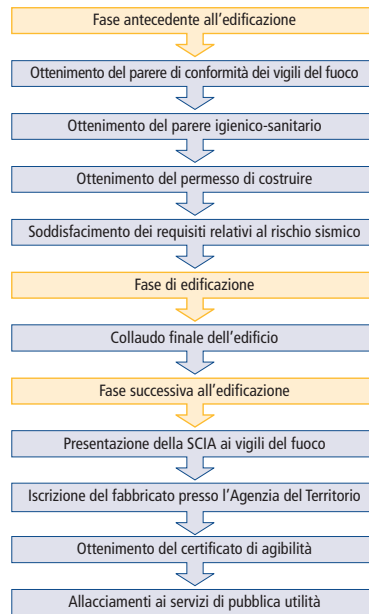 Fase antecedente all'edificazione
Ottenimento del parere di conformità dei vigili del fuoco
Ottenimento del parere igienico-sanitario
Ottenimento del permesso di costruire
Soddisfacimento dei requisiti relativi al rischio sismico
Fase di edificazione
Collaudo finale dell'edificio
Fase successiva all'edificazione
Presentazione della SCIA ai vigili del fuoco
Iscrizione del fabbricato presso l'Agenzia del Territorio
Ottenimento del certificato di agibilità
Allacciamenti ai servizi di pubblica utilità